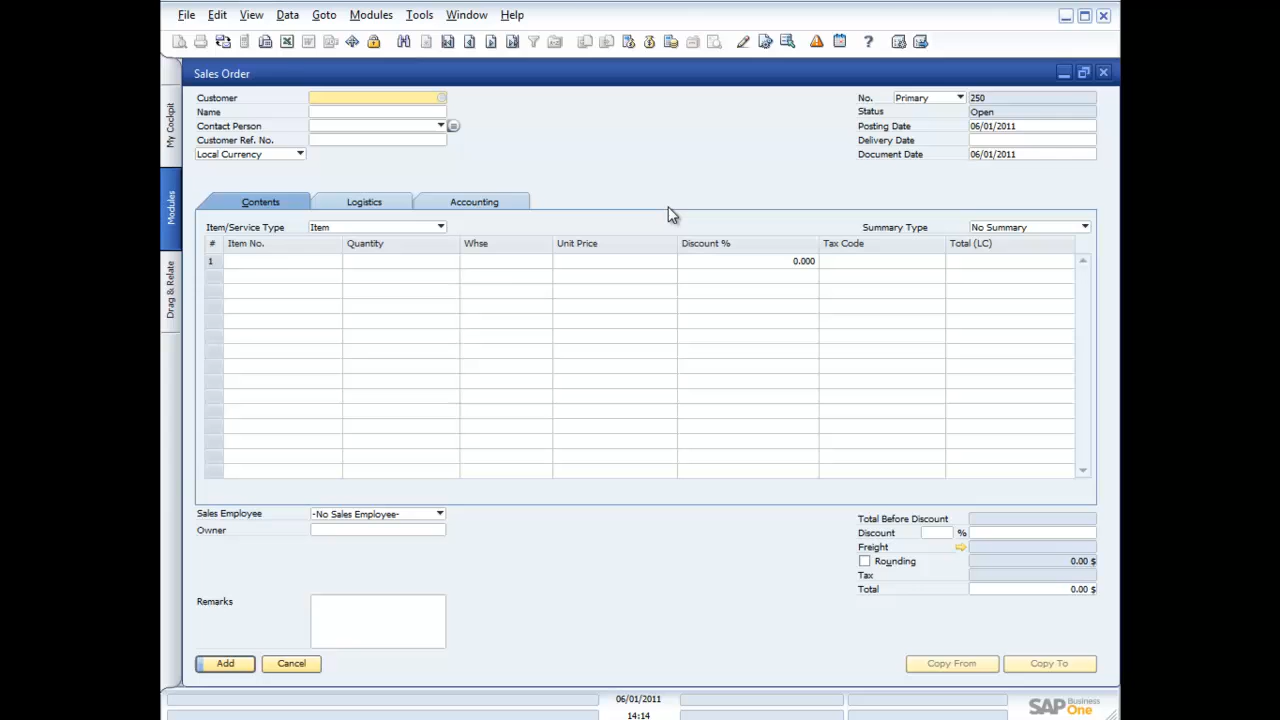 File Edit View Data Goto Modules Tools Window Help
Sales Order
My Cockpit
Modules
Drag & Relate
Customer
Name
Contact Person
Customer Ref. No.
Local Currency
No. Primary 250
Status Open
Posting Date 06/01/2011
Delivery Date
Document Date 06/01/2011
Contents Logistics Accounting
Item/Service Type Item Summary Type No Summary
# Item No. Quantity Whse Unit Price Discount % Tax Code Total (LC)
1 0.000
Sales Employee -No Sales Employee-
Owner
Remarks
Total Before Discount
Discount %
Freight
Rounding 0.00 $
Tax
Total 0.00 $
Add Cancel Copy From Copy To
06/01/2011
14:14
SAP Business One